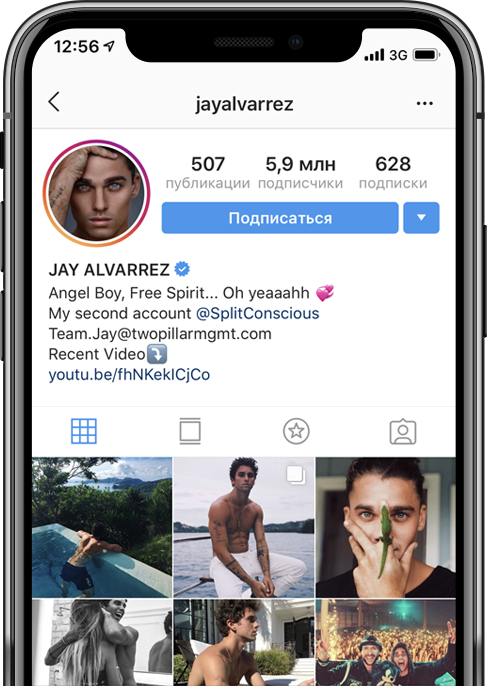 12:56
3G
jayalvarrez
507
5,9 млн
628
публикации
подписчики
подписки
Подписаться
JAY ALVARREZ
Angel Boy, Free Spirit... Oh yeaaahh 💞
My second account @SplitConscious
Team.Jay@twopillarmgmt.com
Recent Video⤵️
youtu.be/fhNKekICjCo